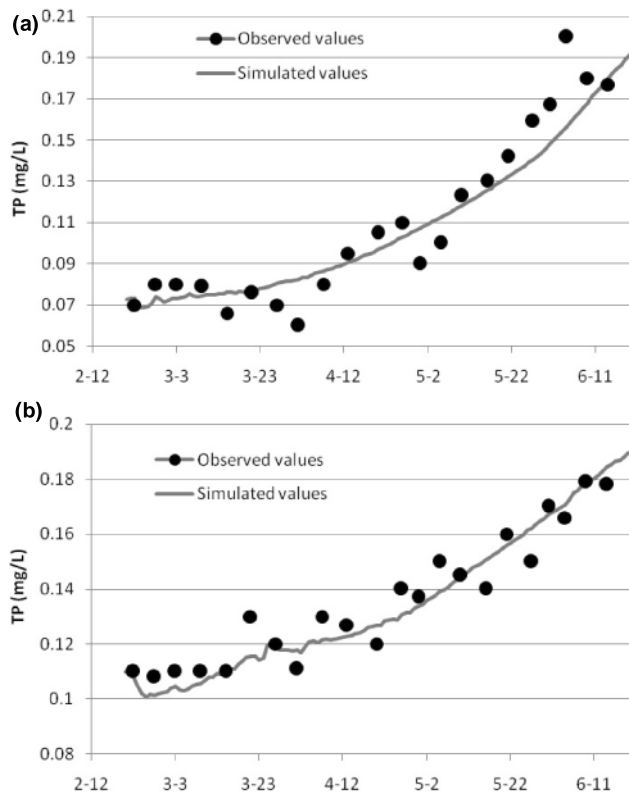 (a)
0.21
0.19
0.17
0.15
0.13
0.11
0.09
0.07
0.05
TP (mg/L)
Observed values
Simulated values
2-12 3-3 3-23 4-12 5-2 5-22 6-11
(b)
0.2
0.18
0.16
0.14
0.12
0.1
0.08
TP (mg/L)
Observed values
Simulated values
2-12 3-3 3-23 4-12 5-2 5-22 6-11